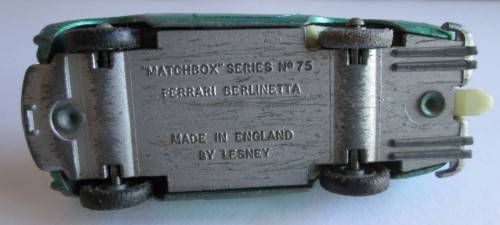 "MATCHBOX" SERIES Nº 75
FERRARI BERLINETTA
MADE IN ENGLAND
BY LESNEY